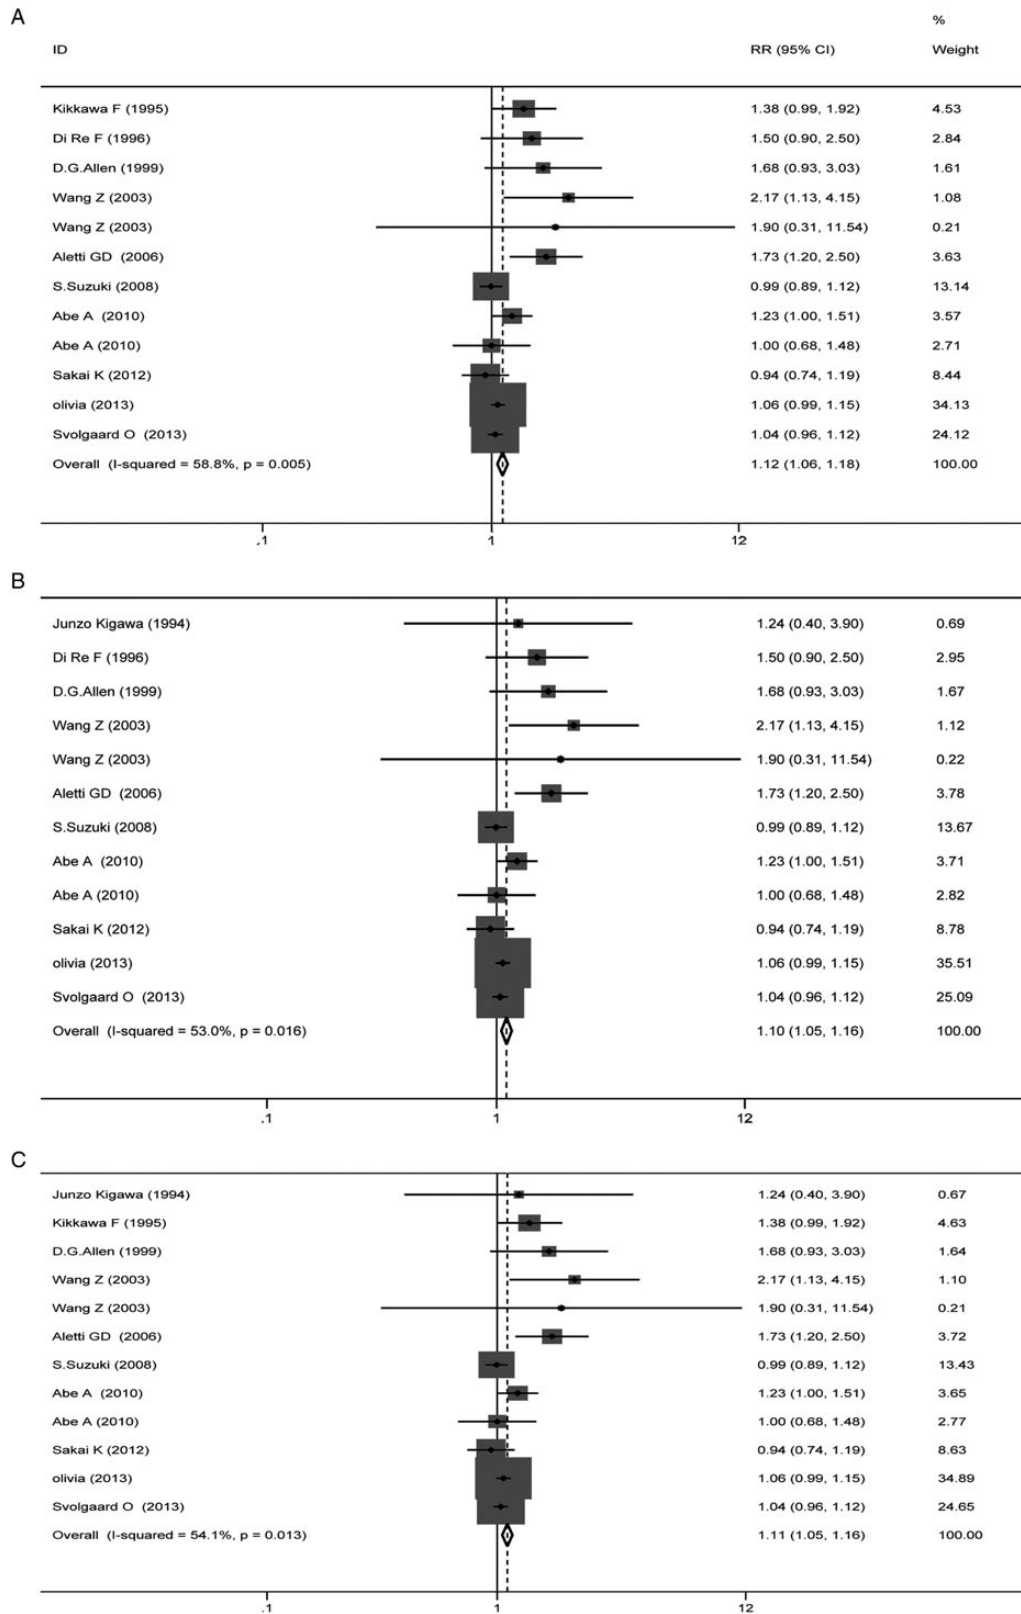 A
%
ID RR (95% CI) Weight
Kikkawa F (1995) 1.38 (0.99, 1.92) 4.53
Di Re F (1996) 1.50 (0.90, 2.50) 2.84
D.G.Allen (1999) 1.68 (0.93, 3.03) 1.61
Wang Z (2003) 2.17 (1.13, 4.15) 1.08
Wang Z (2003) 1.90 (0.31, 11.54) 0.21
Aletti GD (2006) 1.73 (1.20, 2.50) 3.63
S.Suzuki (2008) 0.99 (0.89, 1.12) 13.14
Abe A (2010) 1.23 (1.00, 1.51) 3.57
Abe A (2010) 1.00 (0.68, 1.48) 2.71
Sakai K (2012) 0.94 (0.74, 1.19) 8.44
olivia (2013) 1.06 (0.99, 1.15) 34.13
Svolgaard O (2013) 1.04 (0.96, 1.12) 24.12
Overall (I-squared = 58.8%, p = 0.005) 1.12 (1.06, 1.18) 100.00
.1 1 12
B
Junzo Kigawa (1994) 1.24 (0.40, 3.90) 0.69
Di Re F (1996) 1.50 (0.90, 2.50) 2.95
D.G.Allen (1999) 1.68 (0.93, 3.03) 1.67
Wang Z (2003) 2.17 (1.13, 4.15) 1.12
Wang Z (2003) 1.90 (0.31, 11.54) 0.22
Aletti GD (2006) 1.73 (1.20, 2.50) 3.78
S.Suzuki (2008) 0.99 (0.89, 1.12) 13.67
Abe A (2010) 1.23 (1.00, 1.51) 3.71
Abe A (2010) 1.00 (0.68, 1.48) 2.82
Sakai K (2012) 0.94 (0.74, 1.19) 8.78
olivia (2013) 1.06 (0.99, 1.15) 35.51
Svolgaard O (2013) 1.04 (0.96, 1.12) 25.09
Overall (I-squared = 53.0%, p = 0.016) 1.10 (1.05, 1.16) 100.00
.1 1 12
C
Junzo Kigawa (1994) 1.24 (0.40, 3.90) 0.67
Kikkawa F (1995) 1.38 (0.99, 1.92) 4.63
D.G.Allen (1999) 1.68 (0.93, 3.03) 1.64
Wang Z (2003) 2.17 (1.13, 4.15) 1.10
Wang Z (2003) 1.90 (0.31, 11.54) 0.21
Aletti GD (2006) 1.73 (1.20, 2.50) 3.72
S.Suzuki (2008) 0.99 (0.89, 1.12) 13.43
Abe A (2010) 1.23 (1.00, 1.51) 3.65
Abe A (2010) 1.00 (0.68, 1.48) 2.77
Sakai K (2012) 0.94 (0.74, 1.19) 8.63
olivia (2013) 1.06 (0.99, 1.15) 34.89
Svolgaard O (2013) 1.04 (0.96, 1.12) 24.65
Overall (I-squared = 54.1%, p = 0.013) 1.11 (1.05, 1.16) 100.00
.1 1 12